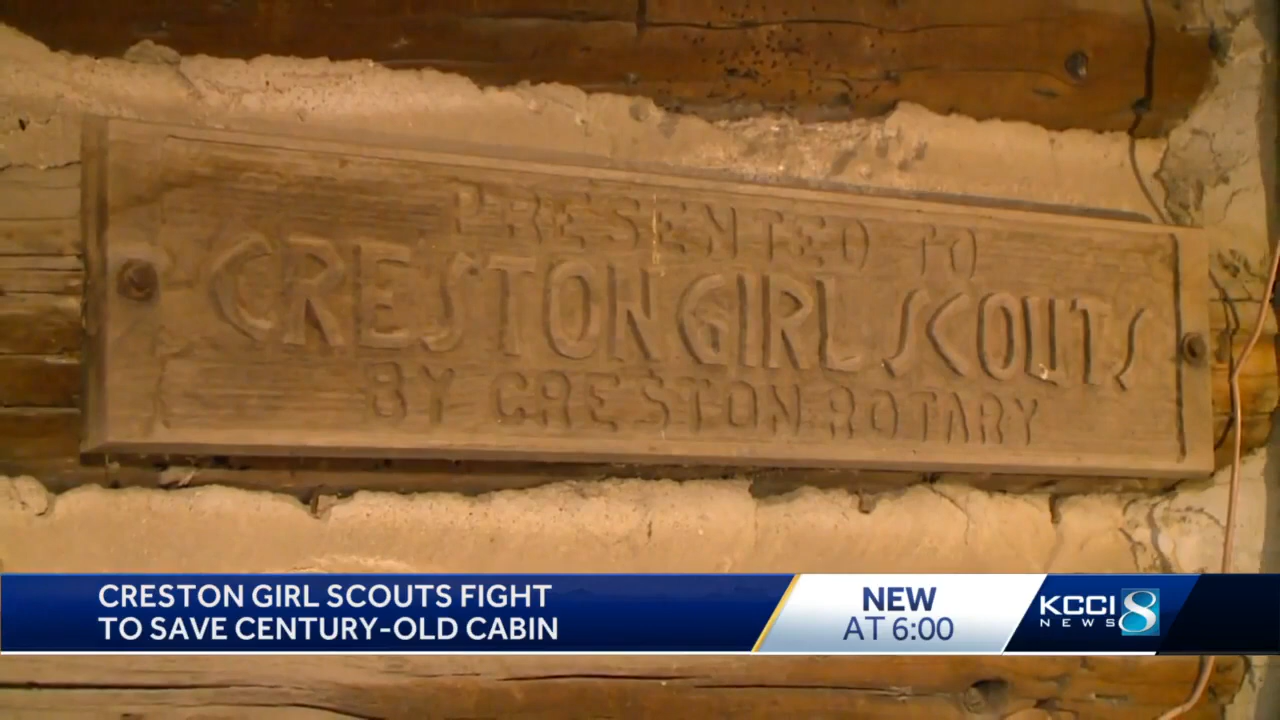 PRESENTED TO
CRESTON GIRL SCOUTS
BY CRESTON ROTARY
CRESTON GIRL SCOUTS FIGHT
TO SAVE CENTURY-OLD CABIN
NEW
AT 6:00
KCCI 8
NEWS